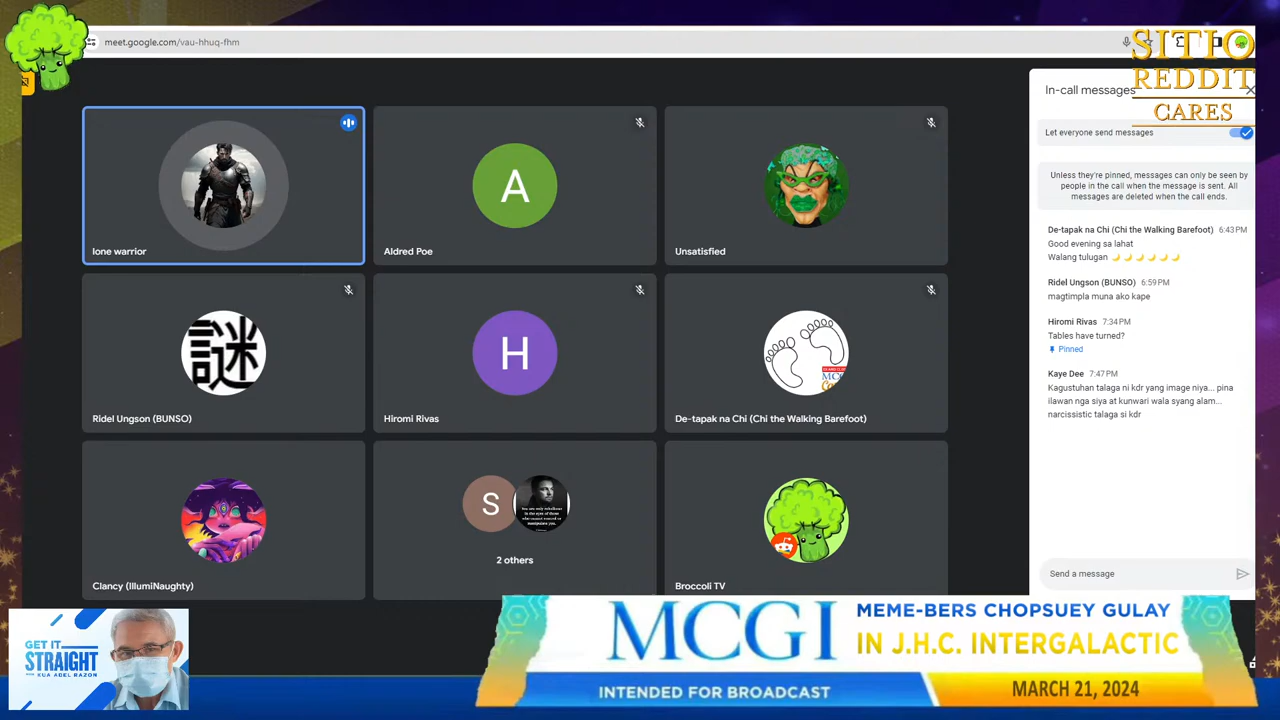 meet.google.com/vau-hhuq-fhm
SITIO
REDDIT
CARES
In-call messages
Let everyone send messages
Unless they're pinned, messages can only be seen by
people in the call when the message is sent. All
messages are deleted when the call ends.
De-tapak na Chi (Chi the Walking Barefoot) 6:43 PM
Good evening sa lahat
Walang tulugan 🌙🌙🌙🌙🌙🌙
Ridel Ungson (BUNSO) 6:59 PM
magtimpla muna ako kape
Hiromi Rivas 7:34 PM
Tables have turned?
Pinned
Kaye Dee 7:47 PM
Kagustuhan talaga ni kdr yang image niya... pina
ilawan nga siya at kunwari wala syang alam...
narcissistic talaga si kdr
Send a message
lone warrior
A
Aldred Poe
Unsatisfied
謎
Ridel Ungson (BUNSO)
H
Hiromi Rivas
De-tapak na Chi (Chi the Walking Barefoot)
Clancy (IllumiNaughty)
S
2 others
Broccoli TV
GET IT
STRAIGHT
KUA ADEL RAZON
MCGI
MEME-BERS CHOPSUEY GULAY
IN J.H.C. INTERGALACTIC
INTENDED FOR BROADCAST
MARCH 21, 2024